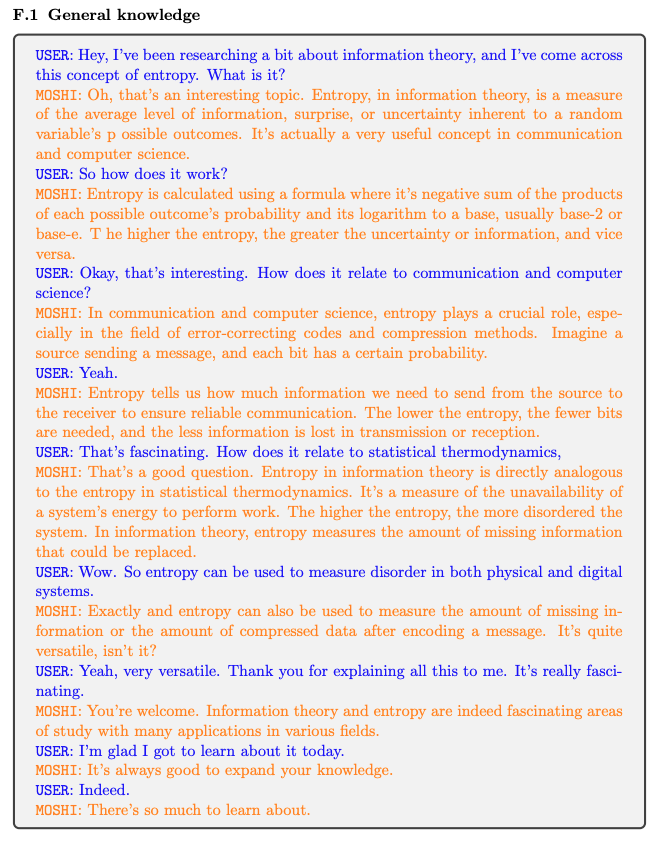 F.1 General knowledge
USER: Hey, I've been researching a bit about information theory, and I've come across
this concept of entropy. What is it?
MOSHI: Oh, that's an interesting topic. Entropy, in information theory, is a measure
of the average level of information, surprise, or uncertainty inherent to a random
variable's p ossible outcomes. It's actually a very useful concept in communication
and computer science.
USER: So how does it work?
MOSHI: Entropy is calculated using a formula where it's negative sum of the products
of each possible outcome's probability and its logarithm to a base, usually base-2 or
base-e. T he higher the entropy, the greater the uncertainty or information, and vice
versa.
USER: Okay, that's interesting. How does it relate to communication and computer
science?
MOSHI: In communication and computer science, entropy plays a crucial role, espe-
cially in the field of error-correcting codes and compression methods. Imagine a
source sending a message, and each bit has a certain probability.
USER: Yeah.
MOSHI: Entropy tells us how much information we need to send from the source to
the receiver to ensure reliable communication. The lower the entropy, the fewer bits
are needed, and the less information is lost in transmission or reception.
USER: That's fascinating. How does it relate to statistical thermodynamics,
MOSHI: That's a good question. Entropy in information theory is directly analogous
to the entropy in statistical thermodynamics. It's a measure of the unavailability of
a system's energy to perform work. The higher the entropy, the more disordered the
system. In information theory, entropy measures the amount of missing information
that could be replaced.
USER: Wow. So entropy can be used to measure disorder in both physical and digital
systems.
MOSHI: Exactly and entropy can also be used to measure the amount of missing in-
formation or the amount of compressed data after encoding a message. It's quite
versatile, isn't it?
USER: Yeah, very versatile. Thank you for explaining all this to me. It's really fasci-
nating.
MOSHI: You're welcome. Information theory and entropy are indeed fascinating areas
of study with many applications in various fields.
USER: I'm glad I got to learn about it today.
MOSHI: It's always good to expand your knowledge.
USER: Indeed.
MOSHI: There's so much to learn about.